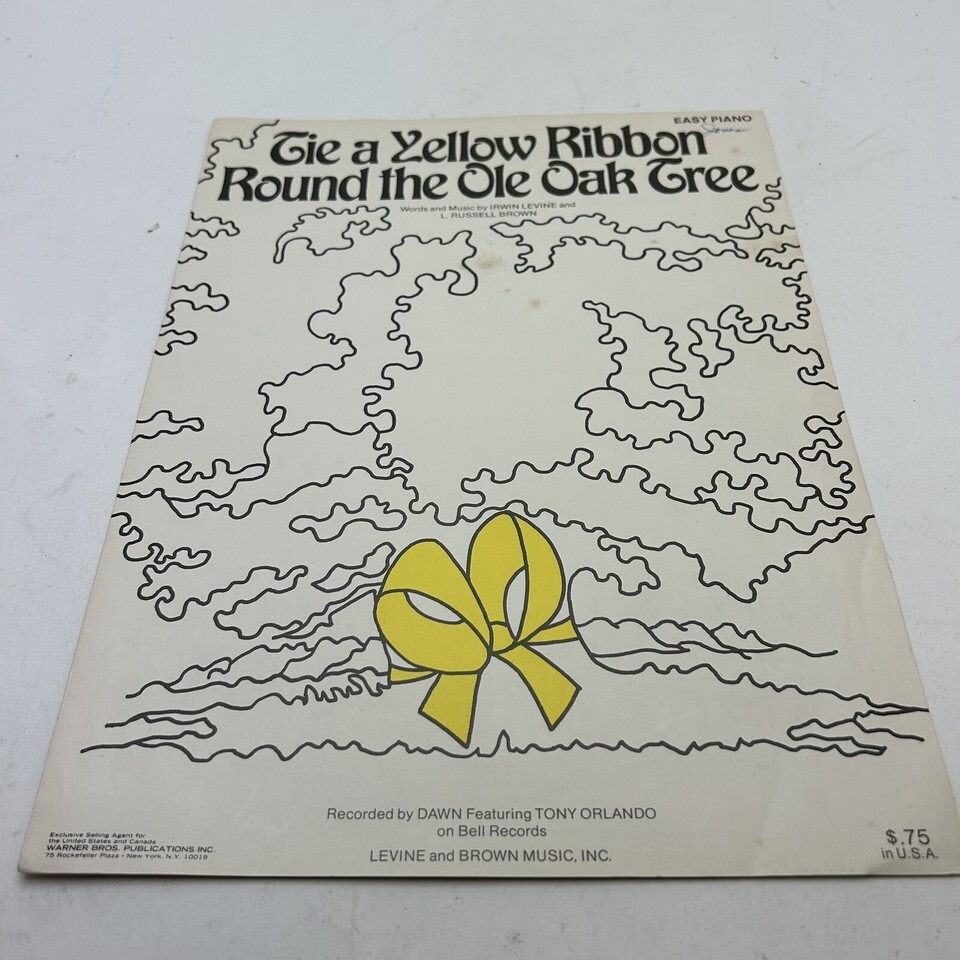 EASY PIANO
Jones
Tie a Yellow Ribbon
Round the Ole Oak Tree
Words and Music by IRWIN LEVINE and
L. RUSSELL BROWN
Recorded by DAWN Featuring TONY ORLANDO
on Bell Records
LEVINE and BROWN MUSIC, INC.
Exclusive Selling Agent for
the United States and Canada
WARNER BROS. PUBLICATIONS INC.
75 Rockefeller Plaza • New York, N.Y. 10019
$.75
in U.S.A.